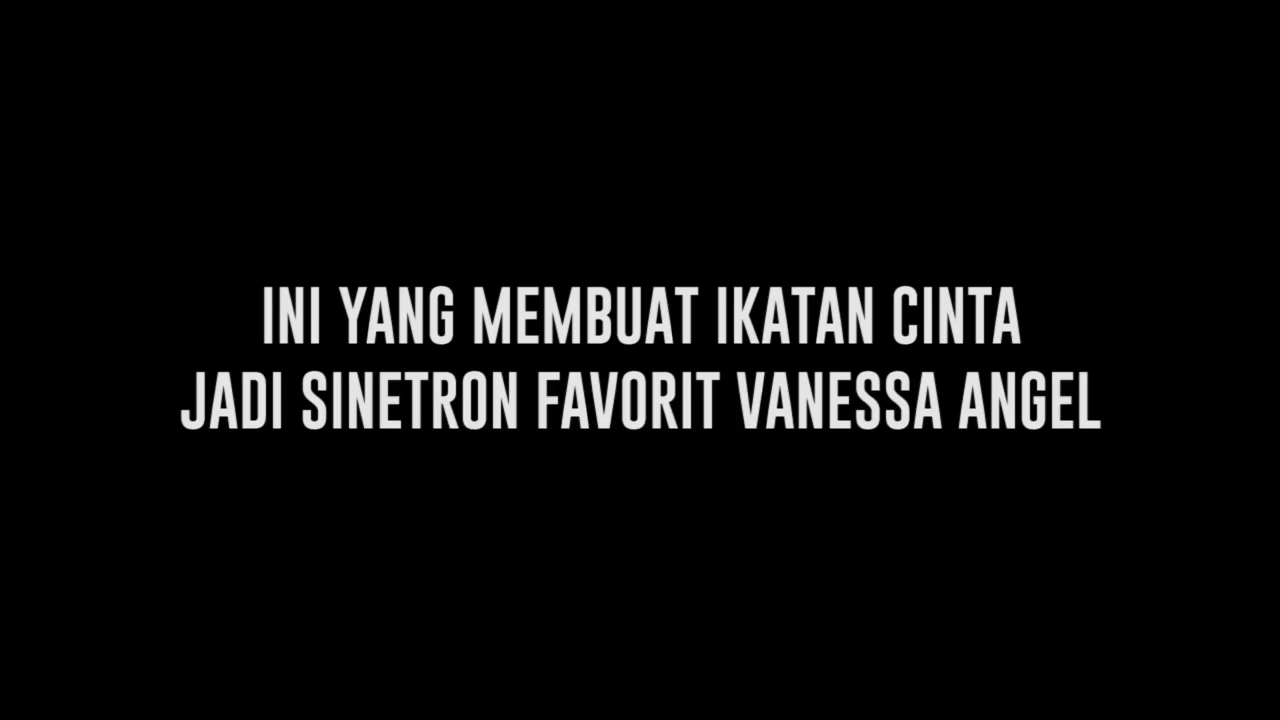 INI YANG MEMBUAT IKATAN CINTA
JADI SINETRON FAVORIT VANESSA ANGEL